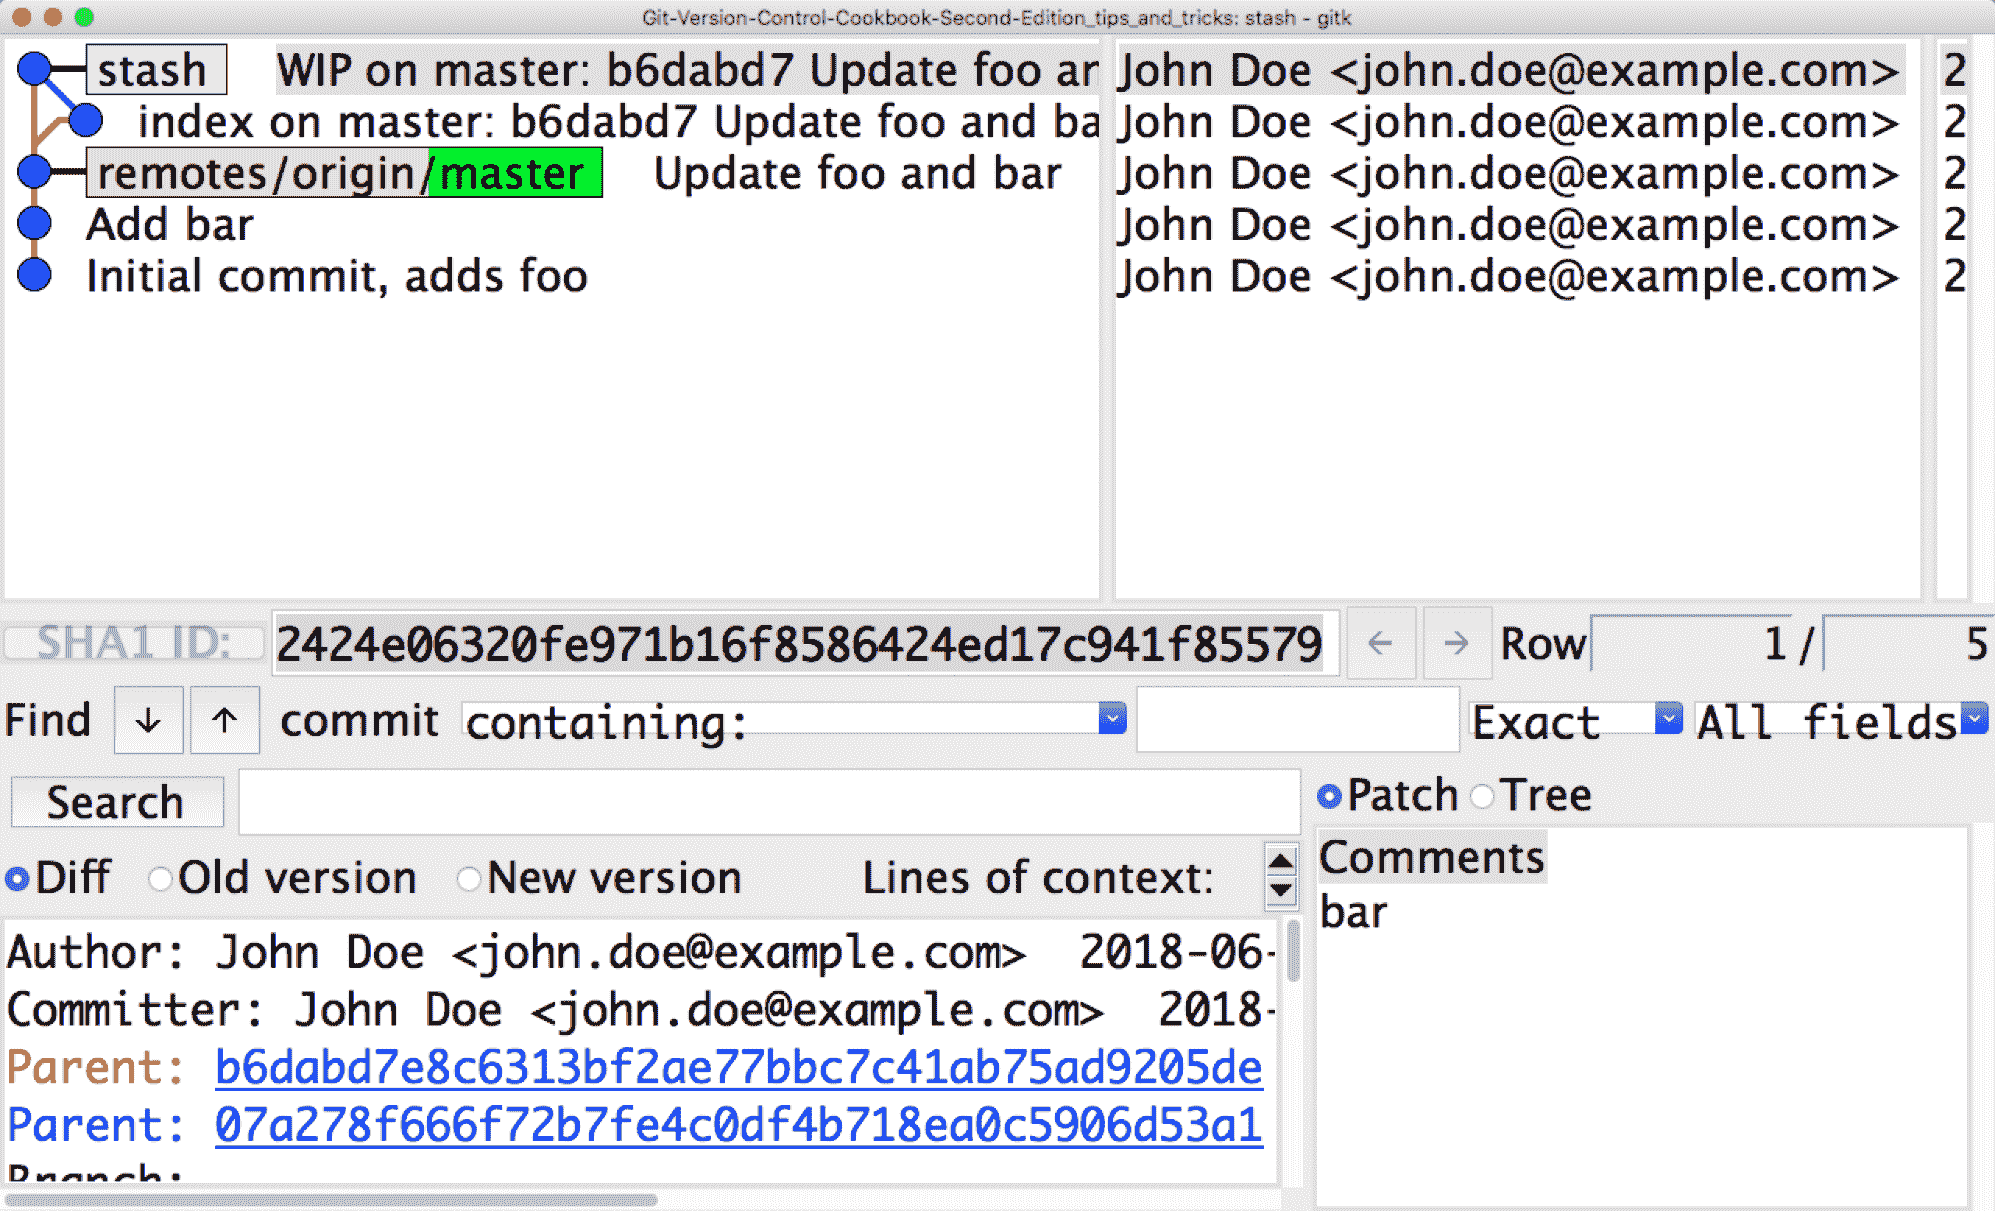 Git-Version-Control-Cookbook-Second-Edition_tips_and_tricks: stash - gitk
stash WIP on master: b6dabd7 Update foo an John Doe <john.doe@example.com> 2
index on master: b6dabd7 Update foo and ba John Doe <john.doe@example.com> 2
remotes/origin/master Update foo and bar John Doe <john.doe@example.com> 2
Add bar John Doe <john.doe@example.com> 2
Initial commit, adds foo John Doe <john.doe@example.com> 2
SHA1 ID: 2424e06320fe971b16f8586424ed17c941f85579 ← → Row 1 / 5
Find ↓ ↑ commit containing: Exact All fields
Search
Patch Tree
Diff Old version New version Lines of context:
Comments
bar
Author: John Doe <john.doe@example.com> 2018-06-
Committer: John Doe <john.doe@example.com> 2018-
Parent: b6dabd7e8c6313bf2ae77bbc7c41ab75ad9205de
Parent: 07a278f666f72b7fe4c0df4b718ea0c5906d53a1
Branch: